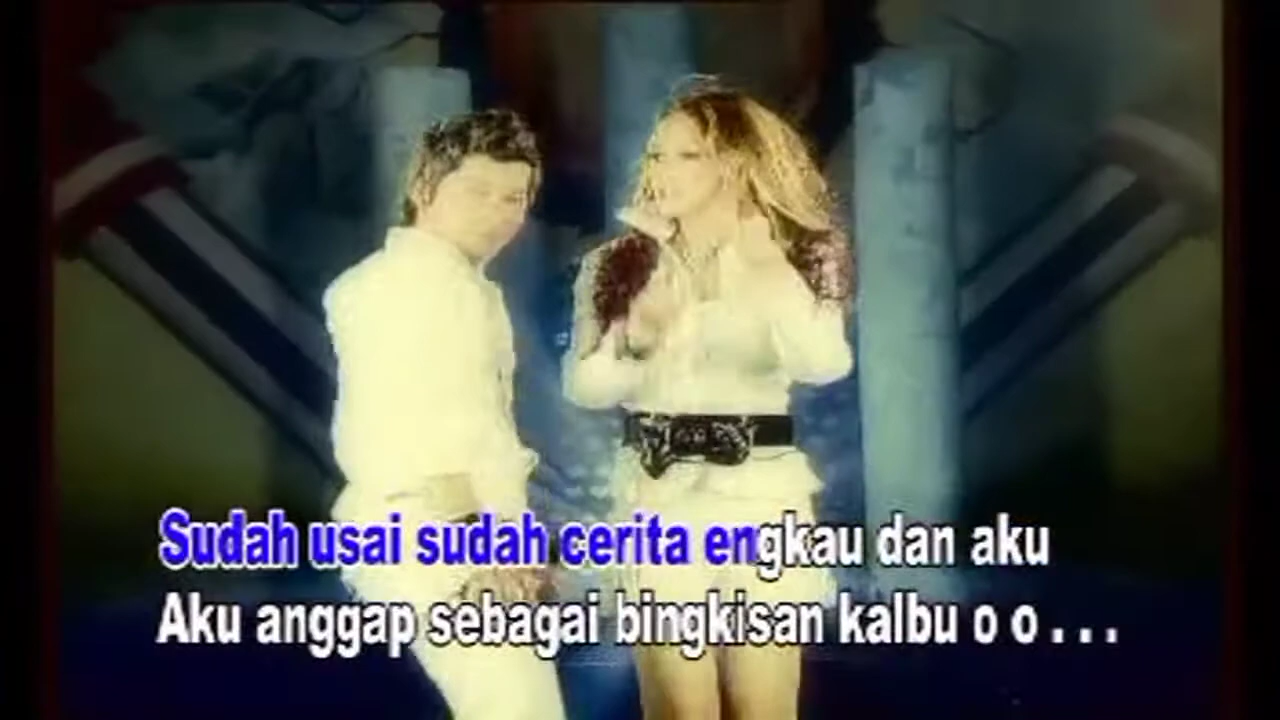 Sudah usai sudah cerita engkau dan aku
Aku anggap sebagai bingkisan kalbu o o . . .